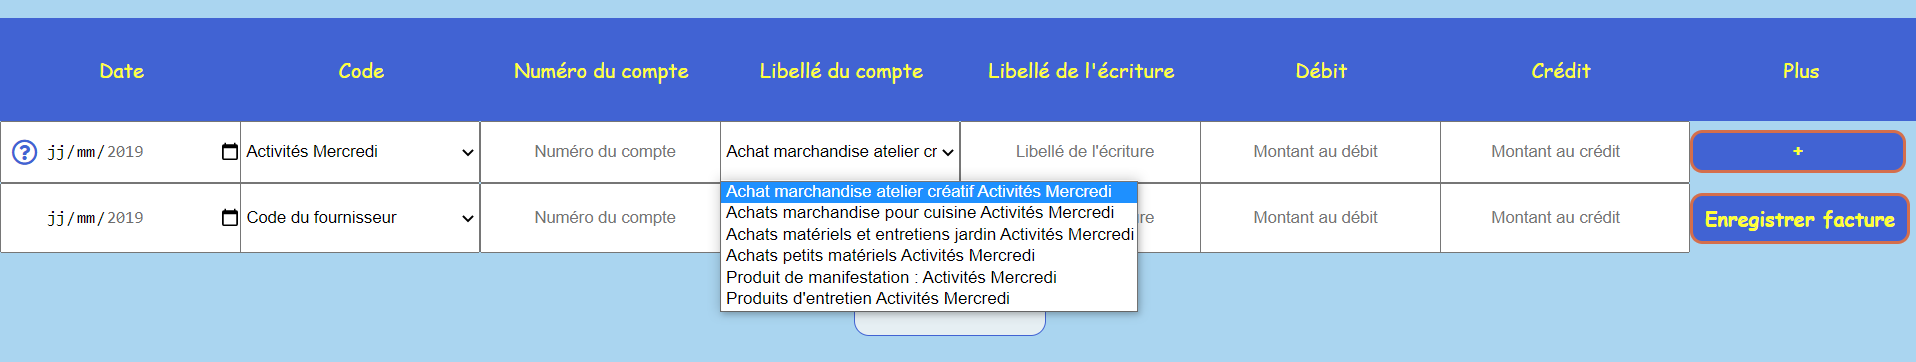 Date Code Numéro du compte Libellé du compte Libellé de l'écriture Débit Crédit Plus
? jj/mm/2019 Activités Mercredi Numéro du compte Achat marchandise atelier cr Libellé de l'écriture Montant au débit Montant au crédit +
Achat marchandise atelier créatif Activités Mercredi
Achats marchandise pour cuisine Activités Mercredi
jj/mm/2019 Code du fournisseur Numéro du compte ure Montant au débit Montant au crédit Enregistrer facture
Achats matériels et entretiens jardin Activités Mercredi
Achats petits matériels Activités Mercredi
Produit de manifestation : Activités Mercredi
Produits d'entretien Activités Mercredi